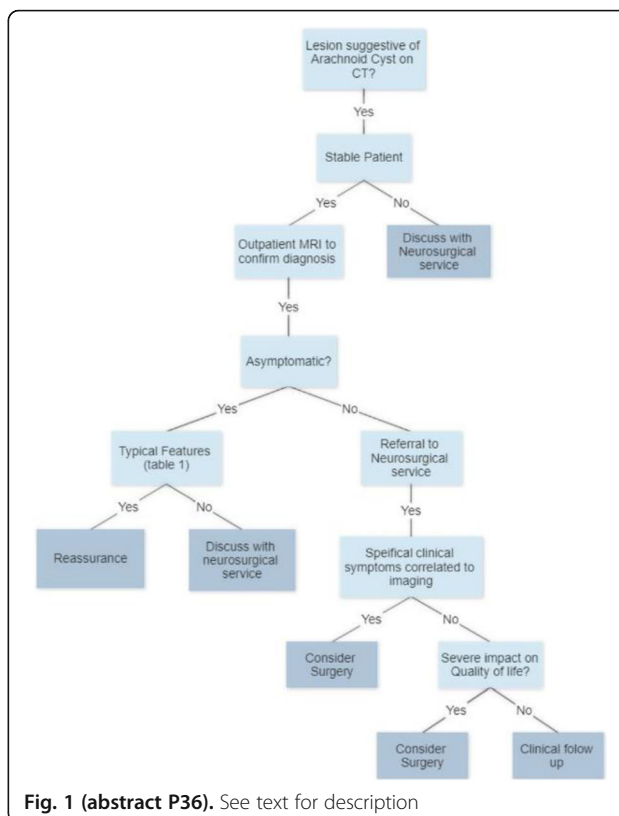 Lesion suggestive of
Arachnoid Cyst on
CT?
Yes
Stable Patient
Yes
No
Outpatient MRI to
confirm diagnosis
Discuss with
Neurosurgical
service
Yes
Asymptomatic?
Yes
No
Typical Features
(table 1)
Referral to
Neurosurgical
service
Yes
No
Yes
Reassurance
Discuss with
neurosurgical
service
Speifical clinical
symptoms correlated to
imaging
Yes
No
Consider
Surgery
Severe impact on
Quality of life?
Yes
No
Consider
Surgery
Clinical folow
up
Fig. 1 (abstract P36). See text for description